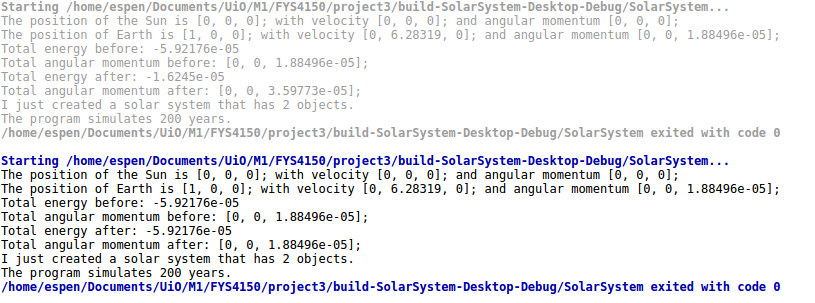 Starting /home/espen/Documents/UiO/M1/FYS4150/project3/build-SolarSystem-Desktop-Debug/SolarSystem...
The position of the Sun is [0, 0, 0]; with velocity [0, 0, 0]; and angular momentum [0, 0, 0];
The position of Earth is [1, 0, 0]; with velocity [0, 6.28319, 0]; and angular momentum [0, 0, 1.88496e-05];
Total energy before: -5.92176e-05
Total angular momentum before: [0, 0, 1.88496e-05];
Total energy after: -1.6245e-05
Total angular momentum after: [0, 0, 3.59773e-05];
I just created a solar system that has 2 objects.
The program simulates 200 years.
/home/espen/Documents/UiO/M1/FYS4150/project3/build-SolarSystem-Desktop-Debug/SolarSystem exited with code 0
Starting /home/espen/Documents/UiO/M1/FYS4150/project3/build-SolarSystem-Desktop-Debug/SolarSystem...
The position of the Sun is [0, 0, 0]; with velocity [0, 0, 0]; and angular momentum [0, 0, 0];
The position of Earth is [1, 0, 0]; with velocity [0, 6.28319, 0]; and angular momentum [0, 0, 1.88496e-05];
Total energy before: -5.92176e-05
Total angular momentum before: [0, 0, 1.88496e-05];
Total energy after: -5.92176e-05
Total angular momentum after: [0, 0, 1.88496e-05];
I just created a solar system that has 2 objects.
The program simulates 200 years.
/home/espen/Documents/UiO/M1/FYS4150/project3/build-SolarSystem-Desktop-Debug/SolarSystem exited with code 0